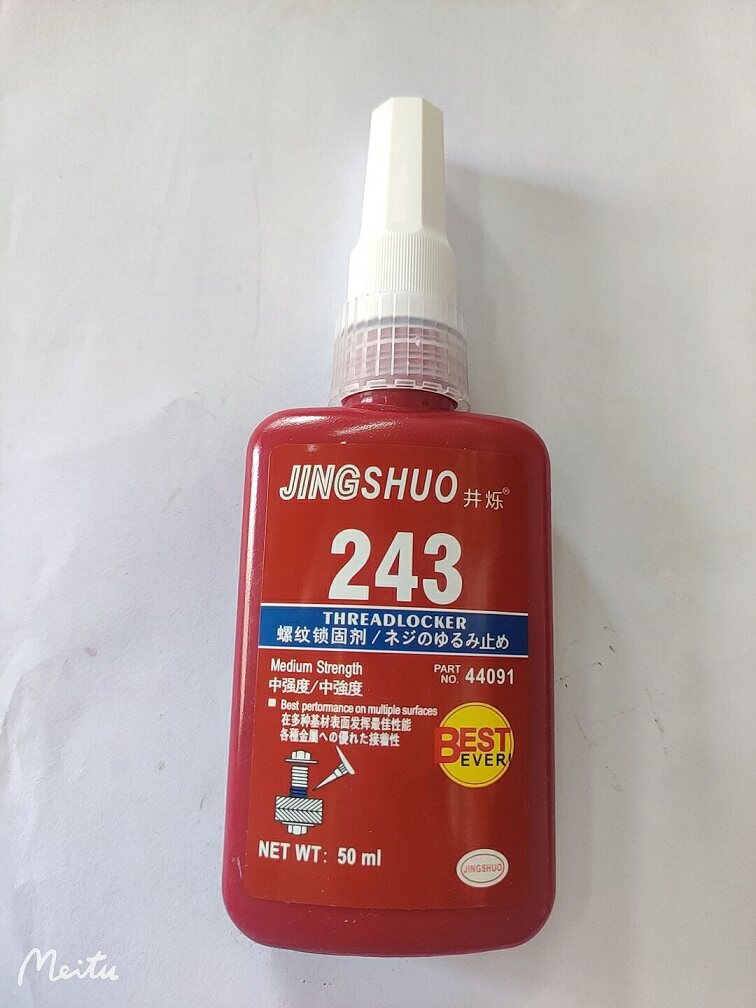 JINGSHUO 井烁®
243
THREADLOCKER
螺纹锁固剂/ネジのゆるみ止め
Medium Strength
中强度/中強度
PART NO. 44091
Best pertormance on multiple surfaces
在多种基材表面发挥最佳性能
各種金属への優れた接着性
BEST
EVER!
NET WT: 50 ml
JINGSHUO
Meitu